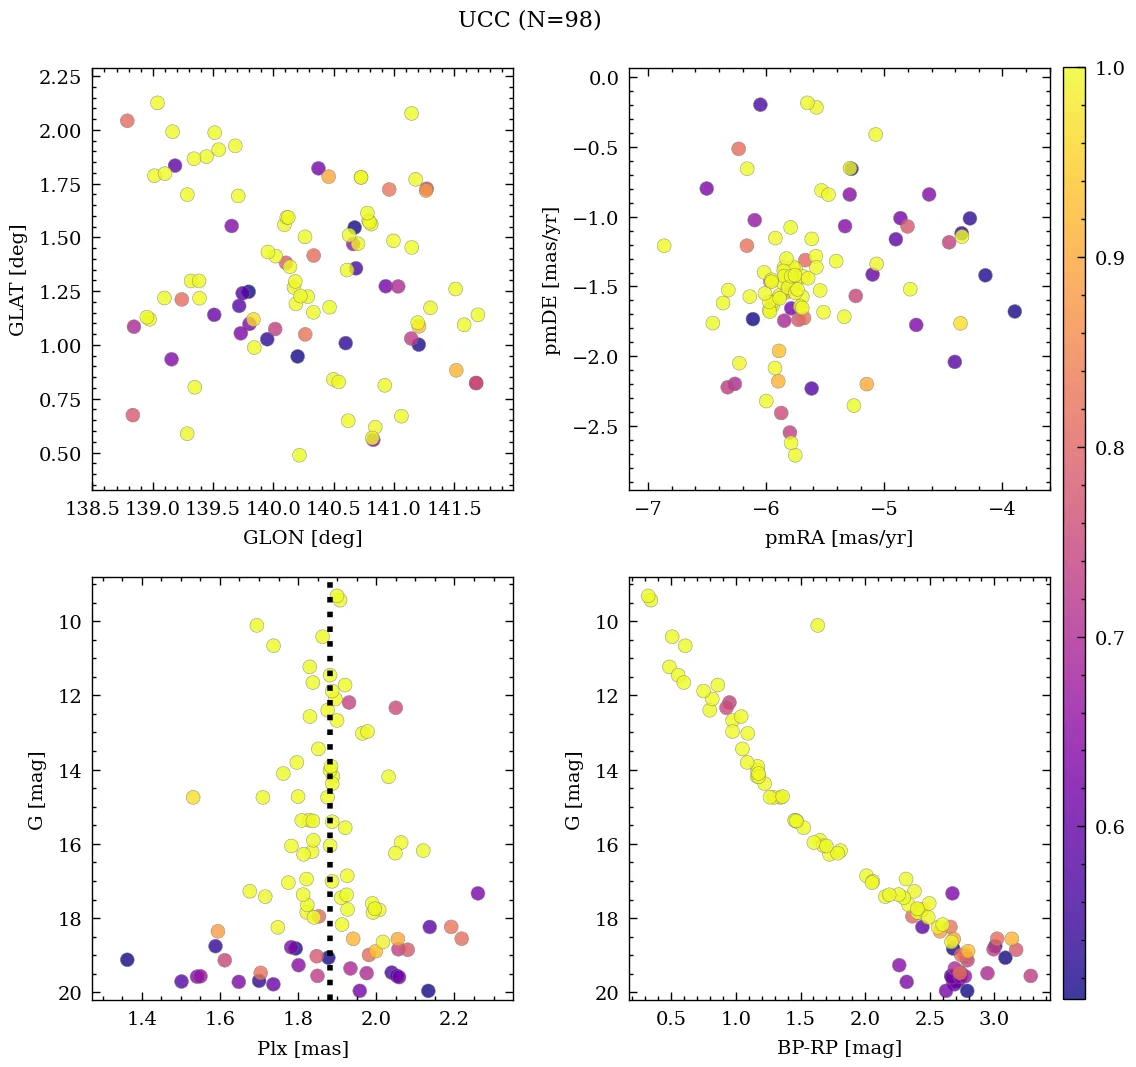 UCC (N=98)
2.25
2.00
1.75
1.50
1.25
1.00
0.75
0.50
GLAT [deg]
138.5 139.0 139.5 140.0 140.5 141.0 141.5
GLON [deg]
0.0
−0.5
−1.0
−1.5
−2.0
−2.5
pmDE [mas/yr]
−7 −6 −5 −4
pmRA [mas/yr]
1.0
0.9
0.8
0.7
0.6
10
12
14
16
18
20
G [mag]
1.4 1.6 1.8 2.0 2.2
Plx [mas]
10
12
14
16
18
20
G [mag]
0.5 1.0 1.5 2.0 2.5 3.0
BP-RP [mag]